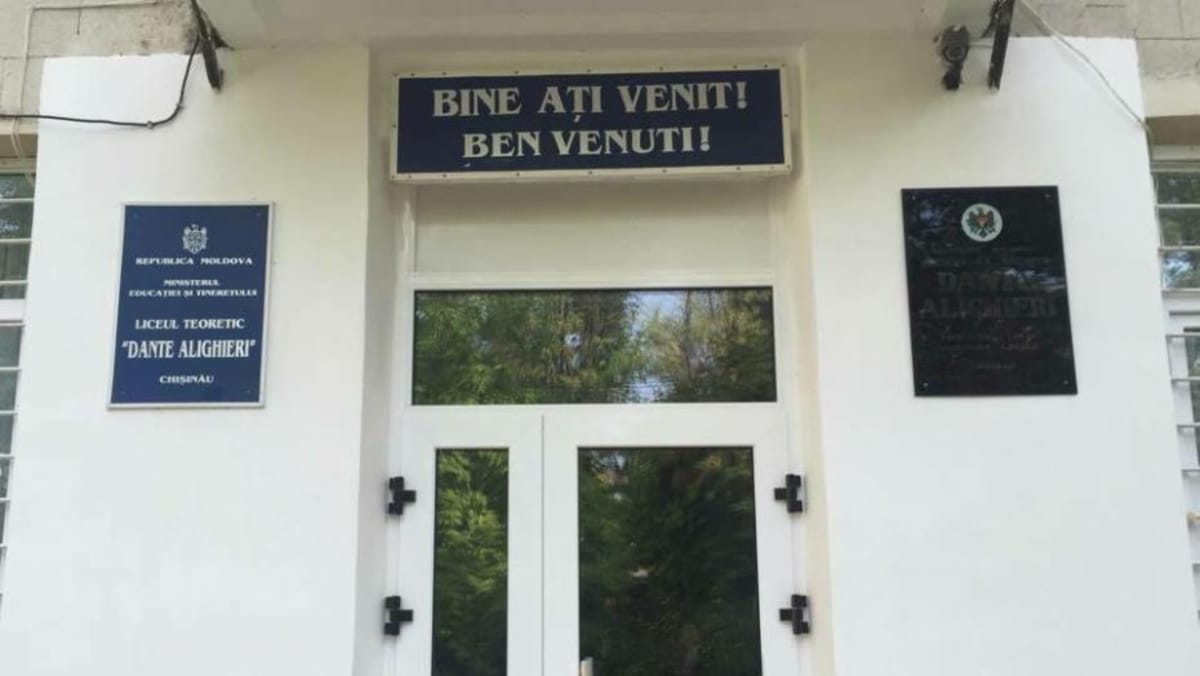 BINE AȚI VENIT!
BEN VENUTI!
REPUBLICA MOLDOVA
MINISTERUL
EDUCAȚIEI ȘI TINERETULUI
LICEUL TEORETIC
"DANTE ALIGHIERI"
CHIȘINĂU
DANTE
ALIGHIERI